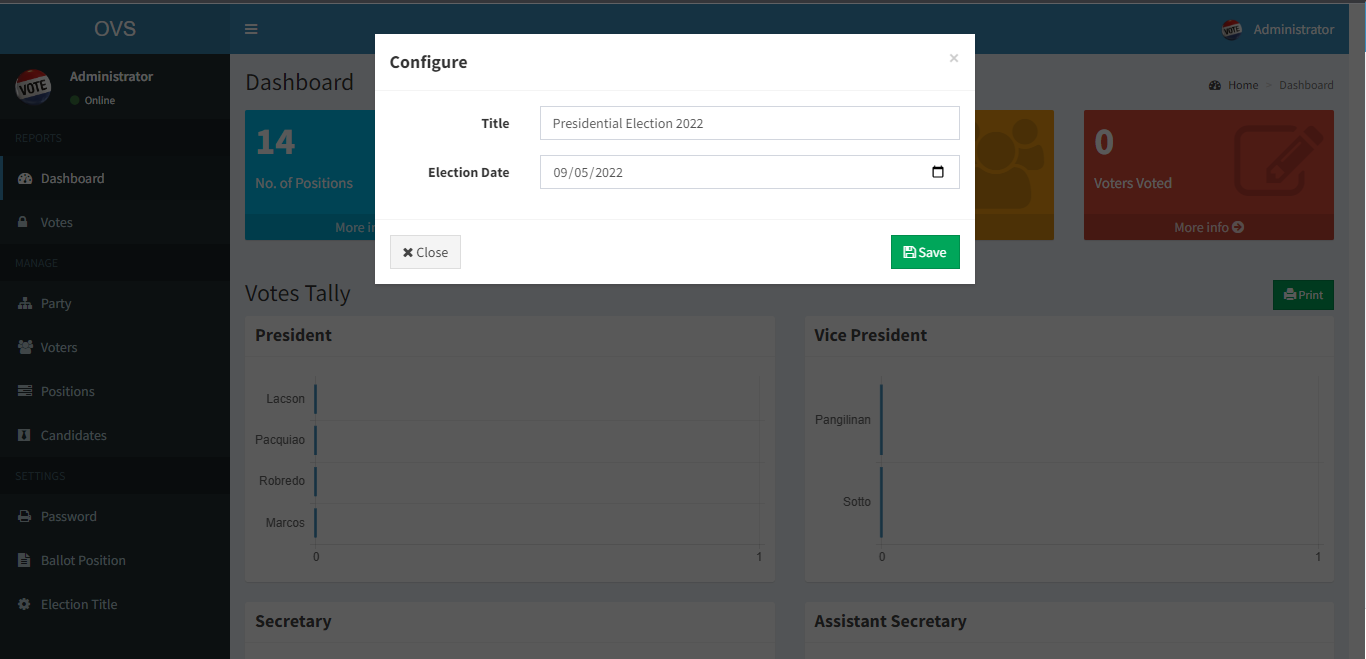 OVS
Administrator
VOTE
Administrator
Online
REPORTS
Dashboard
Votes
MANAGE
Party
Voters
Positions
Candidates
SETTINGS
Password
Ballot Position
Election Title
Dashboard
Home > Dashboard
14
No. of Positions
More
0
Voters Voted
More info
Configure
×
Title
Presidential Election 2022
Election Date
09/05/2022
Close
Save
Votes Tally
Print
President
Lacson
Pacquiao
Robredo
Marcos
0 1
Vice President
Pangilinan
Sotto
0 1
Secretary
Assistant Secretary